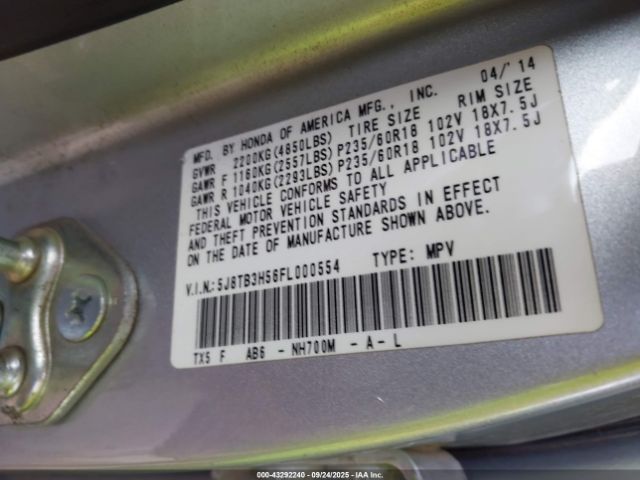 MFD. BY HONDA OF AMERICA MFG., INC. 04/'14
GVWR 2200KG(4850LBS) TIRE SIZE RIM SIZE
GAWR F 1160KG(2557LBS) P235/60R18 102V 18X7.5J
GAWR R 1040KG(2293LBS) P235/60R18 102V 18X7.5J
THIS VEHICLE CONFORMS TO ALL APPLICABLE
FEDERAL MOTOR VEHICLE SAFETY
AND THEFT PREVENTION STANDARDS IN EFFECT
ON THE DATE OF MANUFACTURE SHOWN ABOVE.
V.I.N.:5J8TB3H56FL000554 TYPE: MPV
TX5 F AB6 - NH700M - A - L
000-43292240 - 09/24/2025 - IAA Inc.